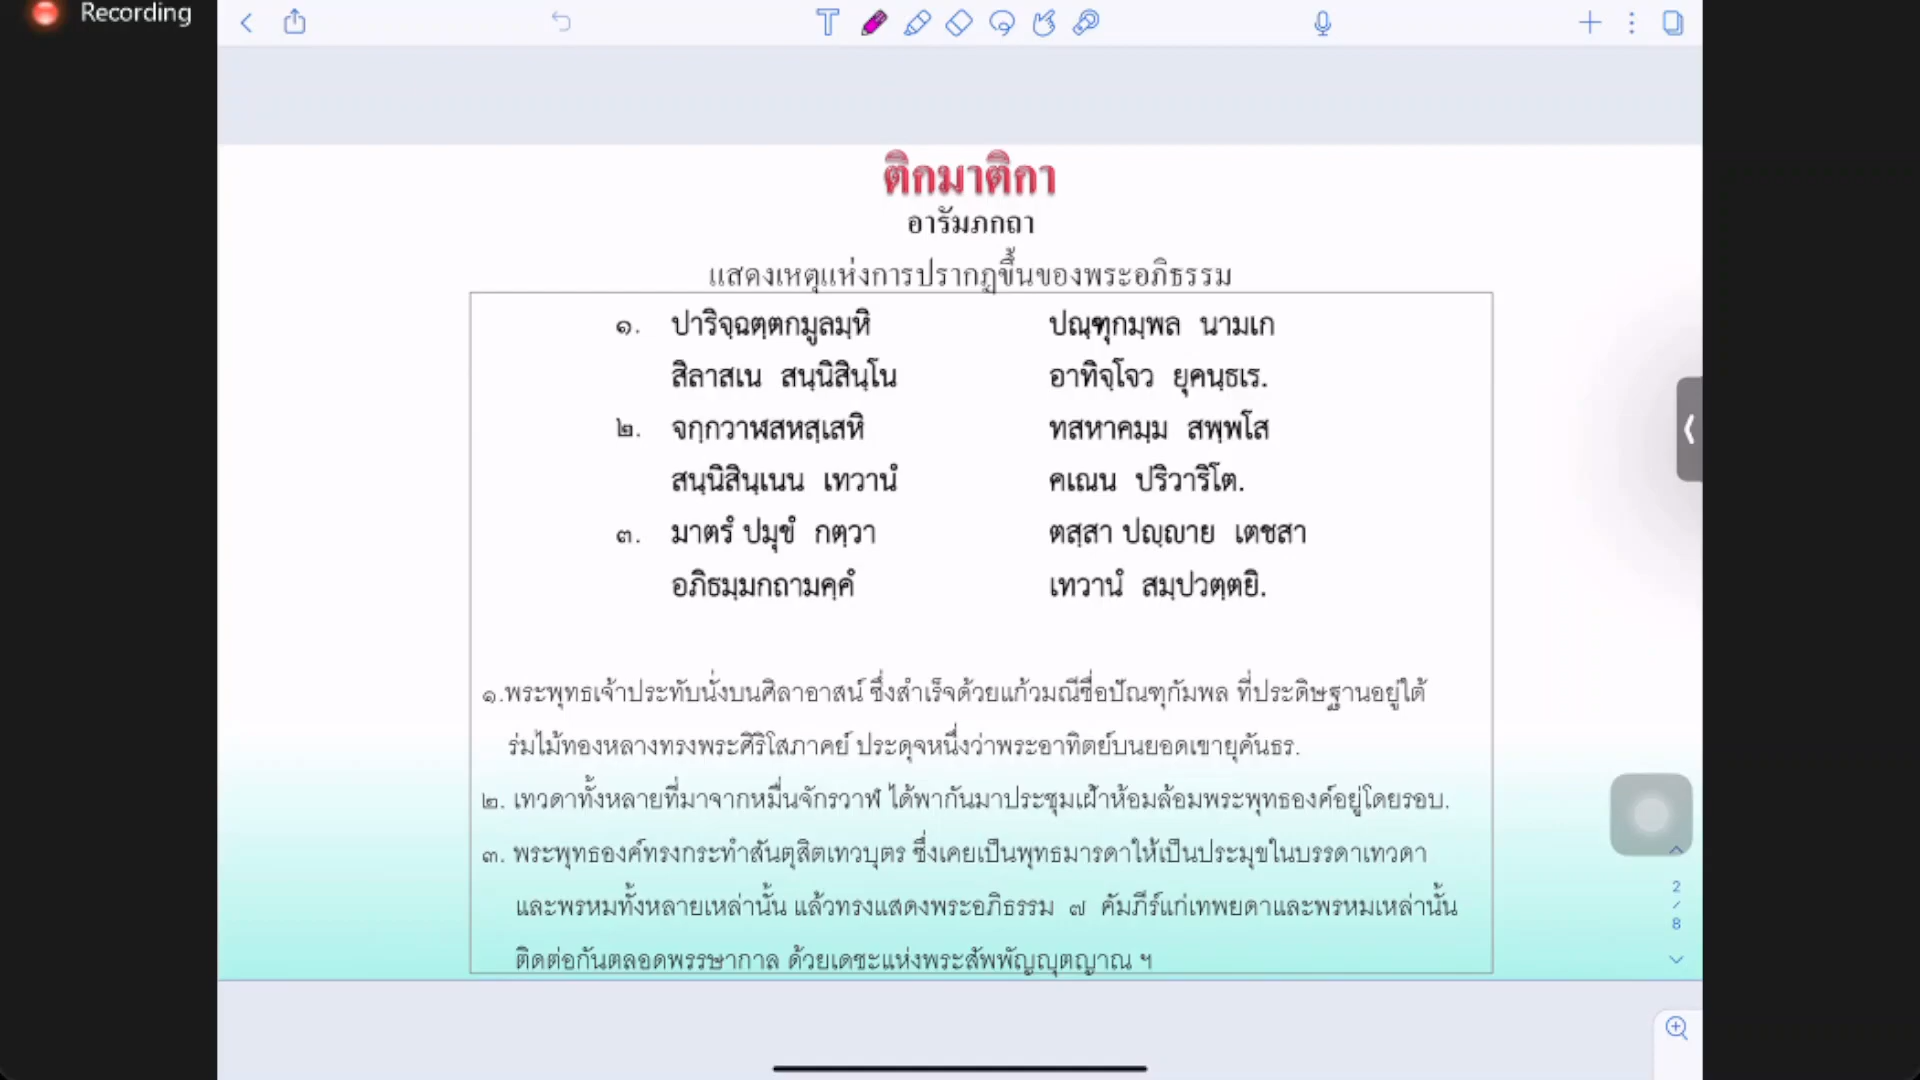 Recording
ติกมาติกา
อารัมภกถา
แสดงเหตุแห่งการปรากฏขึ้นของพระอภิธรรม
๑. ปาริจฺฉตฺตกมูลมฺหิ ปณฺฑุกมฺพล นามเก
สิลาสเน สนฺนิสินฺโน อาทิจฺโจว ยุคนฺธเร.
๒. จกฺกวาฬสหสฺเสหิ ทสหาคมฺม สพฺพโส
สนฺนิสินฺเนน เทวานํ คเณน ปริวาริโต.
๓. มาตรํ ปมุขํ กตฺวา ตสฺสา ปญฺญาย เตชสา
อภิธมฺมกถามคฺคํ เทวานํ สมฺปวตฺตยิ.
๑.พระพุทธเจ้าประทับนั่งบนศิลาอาสน์ ซึ่งสำเร็จด้วยแก้วมณีชื่อปัณฑุกัมพล ที่ประดิษฐานอยู่ใต้
ร่มไม้ทองหลางทรงพระศิริโสภาคย์ ประดุจหนึ่งว่าพระอาทิตย์บนยอดเขายุคันธร.
๒. เทวดาทั้งหลายที่มาจากหมื่นจักรวาฬ ได้พากันมาประชุมเฝ้าห้อมล้อมพระพุทธองค์อยู่โดยรอบ.
๓. พระพุทธองค์ทรงกระทำสันตุสิตเทวบุตร ซึ่งเคยเป็นพุทธมารดาให้เป็นประมุขในบรรดาเทวดา
และพรหมทั้งหลายเหล่านั้น แล้วทรงแสดงพระอภิธรรม ๗ คัมภีร์แก่เทพยดาและพรหมเหล่านั้น
ติดต่อกันตลอดพรรษากาล ด้วยเดชะแห่งพระสัพพัญญุตญาณ ฯ
2
/
8